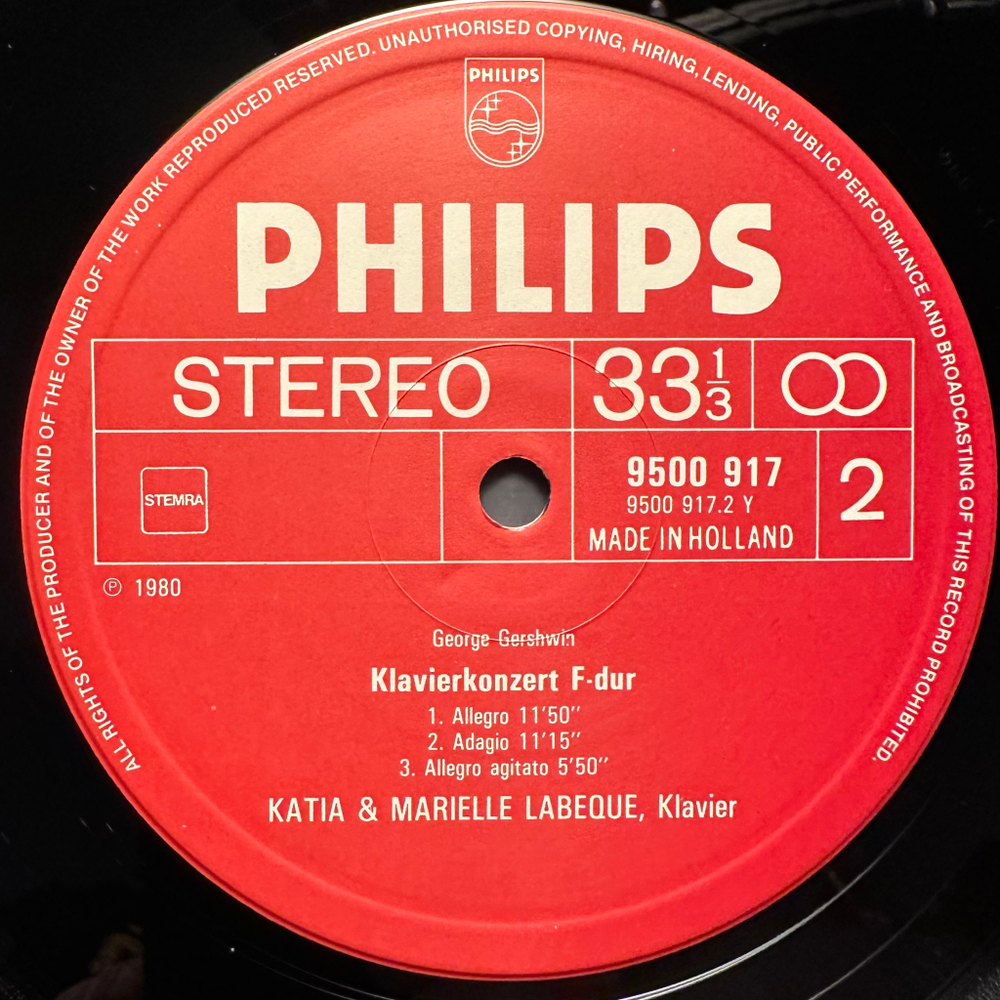 ALL RIGHTS OF THE PRODUCER AND OF THE OWNER OF THE WORK REPRODUCED RESERVED. UNAUTHORISED COPYING, HIRING, LENDING, PUBLIC PERFORMANCE AND BROADCASTING OF THIS RECORD PROHIBITED.
PHILIPS
PHILIPS
STEREO 33 1/3
STEMRA
9500 917
9500 917.2 Y
MADE IN HOLLAND
2
℗ 1980
George Gershwin
Klavierkonzert F-dur
1. Allegro 11'50''
2. Adagio 11'15''
3. Allegro agitato 5'50''
KATIA & MARIELLE LABEQUE, Klavier